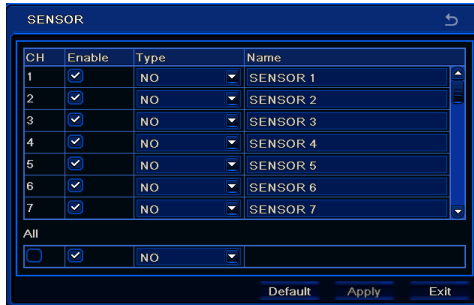 SENSOR
CH Enable Type Name
1 NO SENSOR 1
2 NO SENSOR 2
3 NO SENSOR 3
4 NO SENSOR 4
5 NO SENSOR 5
6 NO SENSOR 6
7 NO SENSOR 7
All
NO
Default Apply Exit